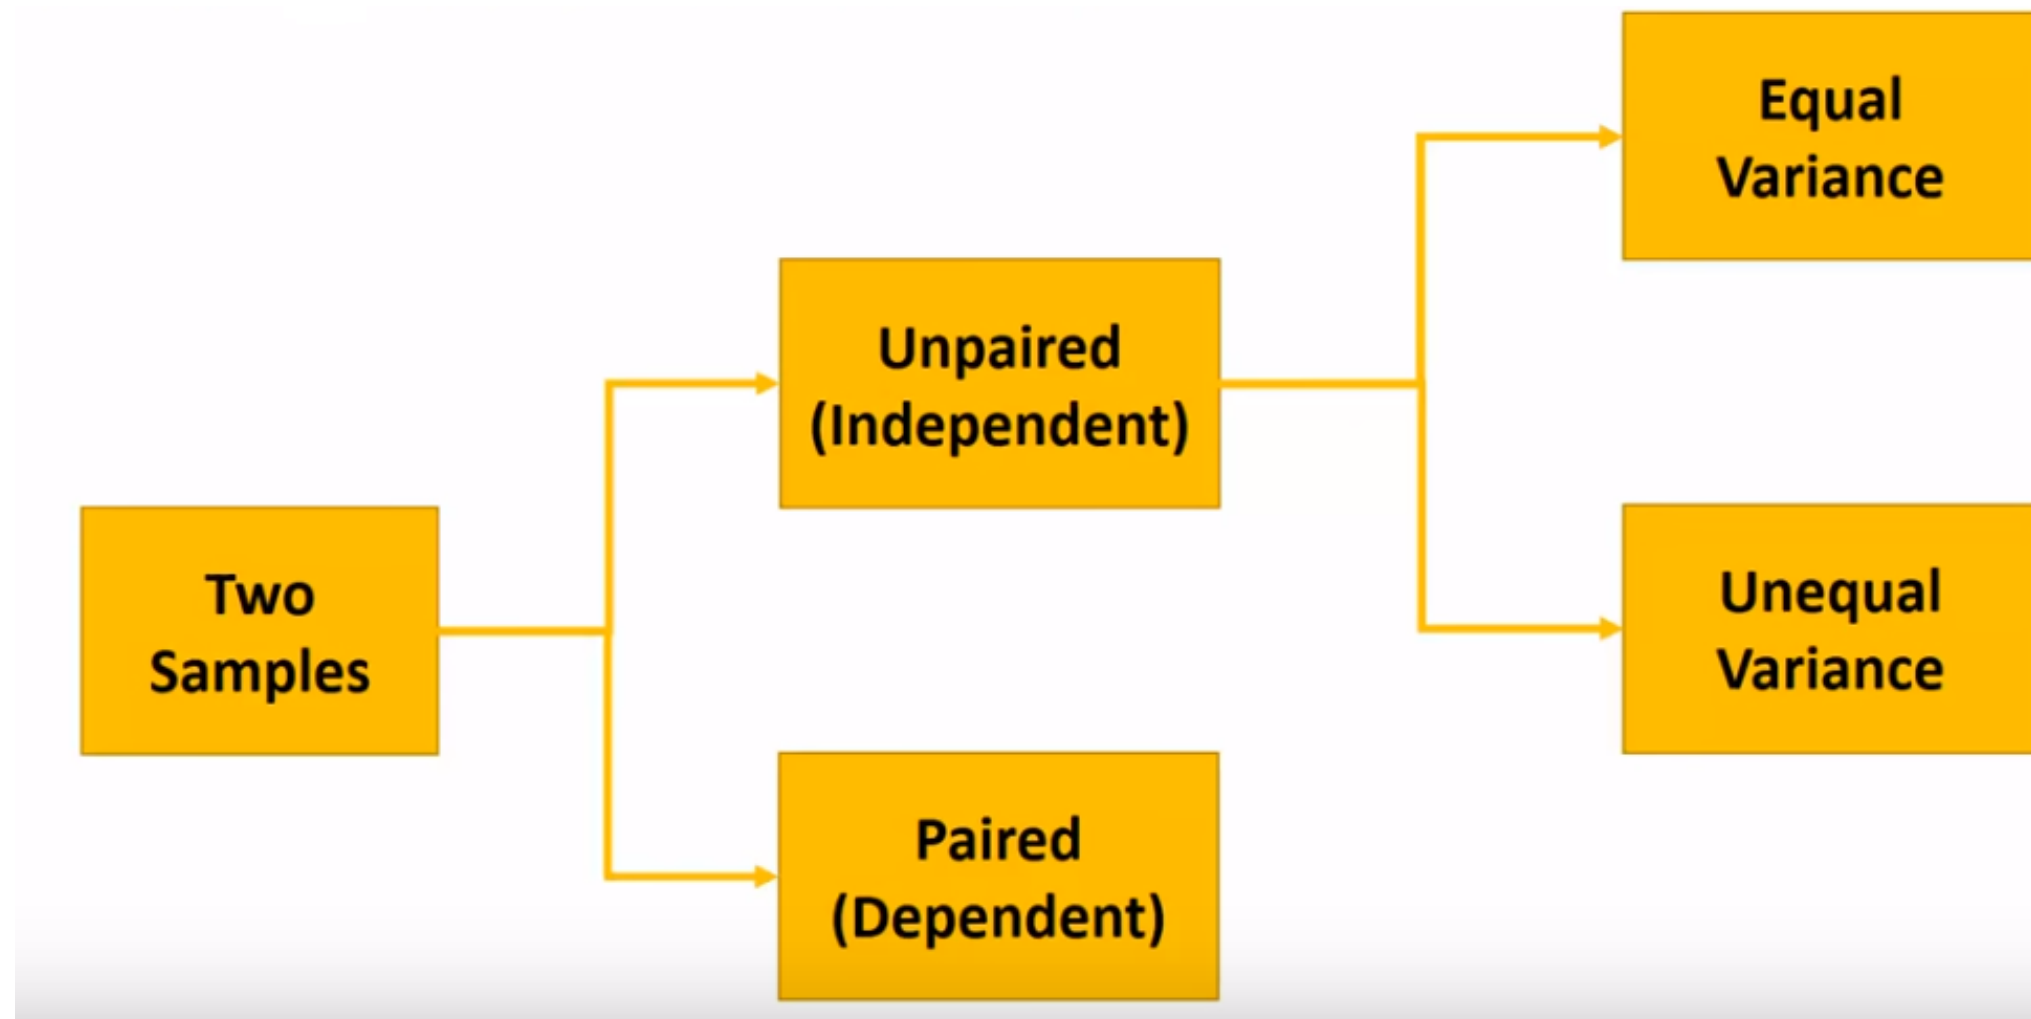 Two
Samples
Unpaired
(Independent)
Paired
(Dependent)
Equal
Variance
Unequal
Variance